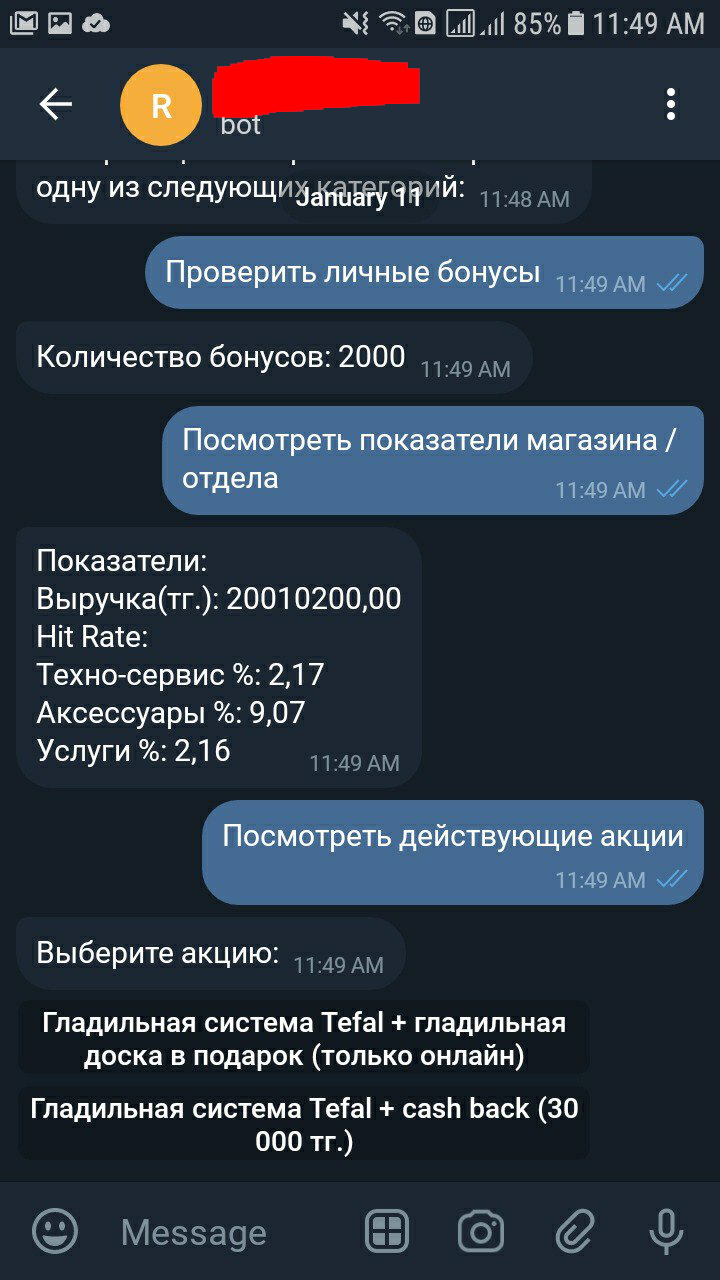 85% 11:49 AM
R
bot
одну из следующих категорий: 11:48 AM
January 11
Проверить личные бонусы 11:49 AM
Количество бонусов: 2000 11:49 AM
Посмотреть показатели магазина /
отдела 11:49 AM
Показатели:
Выручка(тг.): 20010200,00
Hit Rate:
Техно-сервис %: 2,17
Аксессуары %: 9,07
Услуги %: 2,16 11:49 AM
Посмотреть действующие акции
11:49 AM
Выберите акцию: 11:49 AM
Гладильная система Tefal + гладильная
доска в подарок (только онлайн)
Гладильная система Tefal + cash back (30
000 тг.)
Message